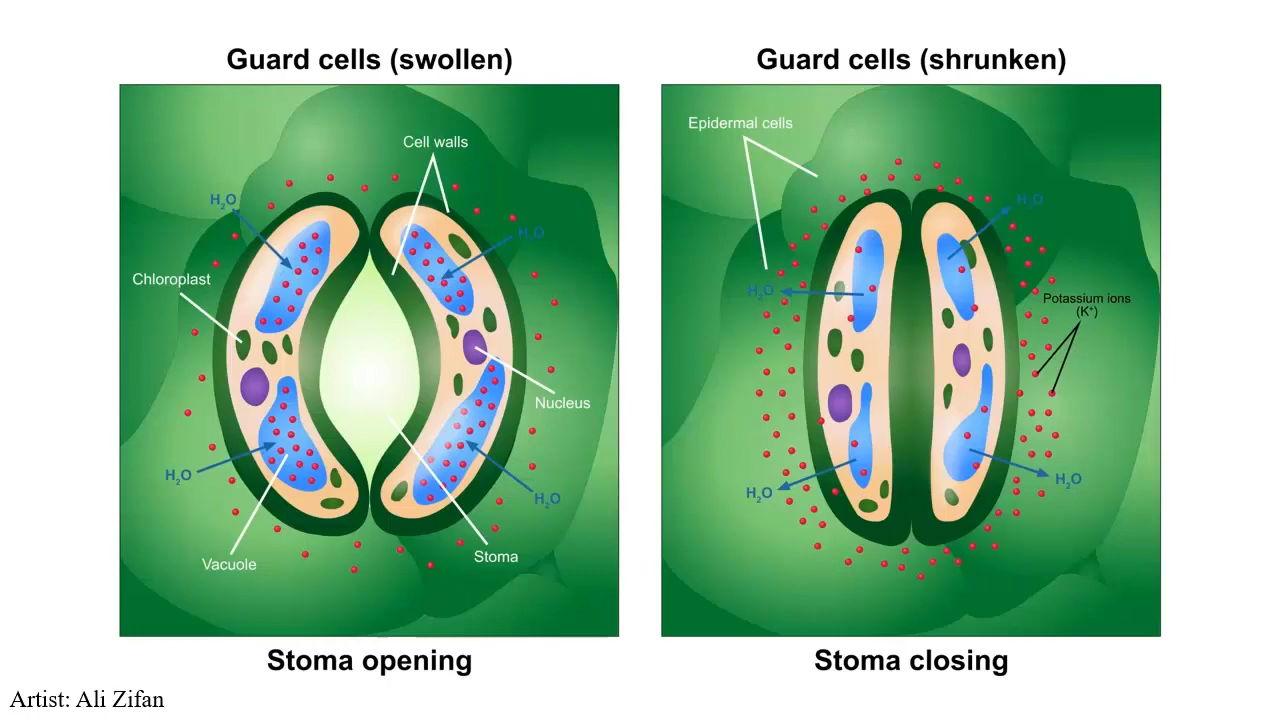 Guard cells (swollen)
Guard cells (shrunken)
Cell walls
H₂O
H₂O
Chloroplast
Nucleus
H₂O
H₂O
Vacuole
Stoma
Epidermal cells
H₂O
H₂O
Potassium ions
(K⁺)
H₂O
H₂O
Stoma opening
Stoma closing
Artist: Ali Zifan